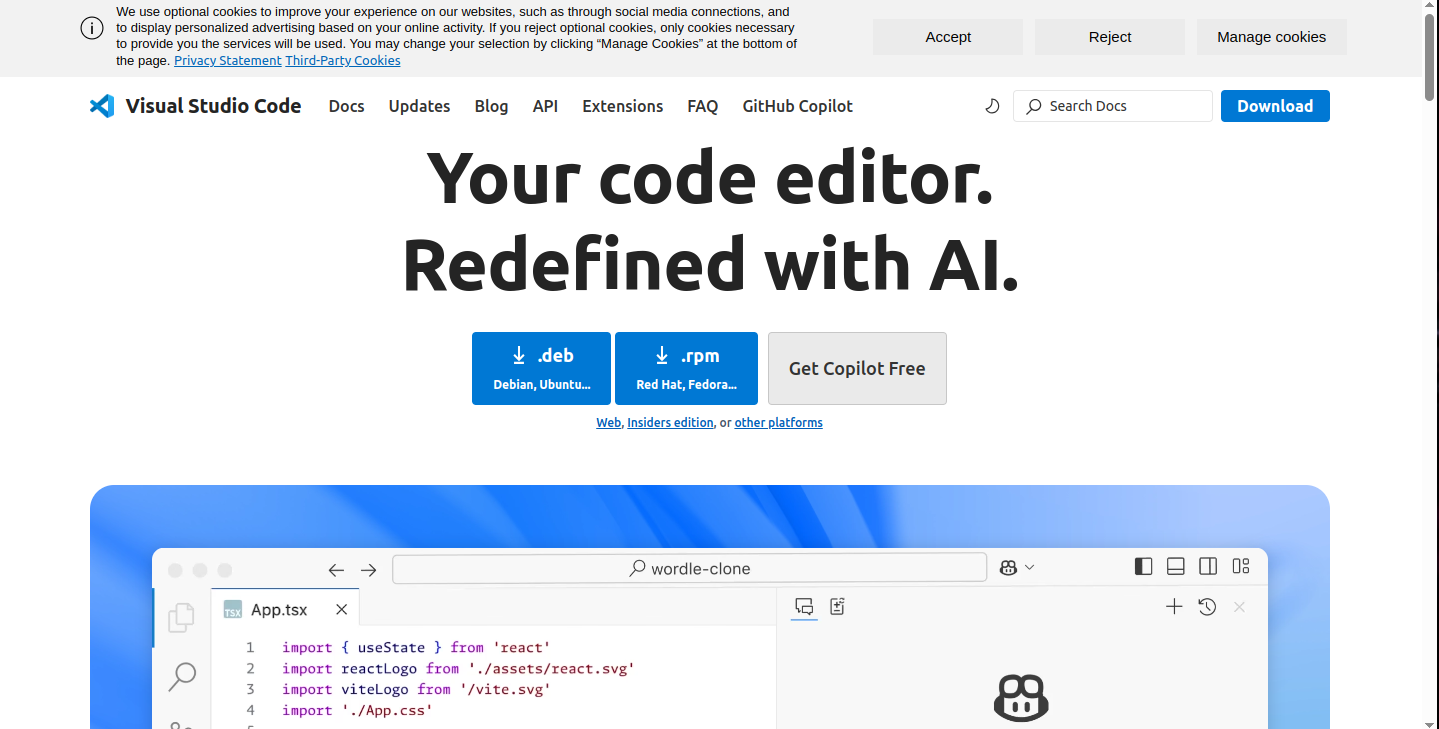 We use optional cookies to improve your experience on our websites, such as through social media connections, and
to display personalized advertising based on your online activity. If you reject optional cookies, only cookies necessary
to provide you the services will be used. You may change your selection by clicking “Manage Cookies” at the bottom of
the page. Privacy Statement Third-Party Cookies
Accept
Reject
Manage cookies
Visual Studio Code
Docs
Updates
Blog
API
Extensions
FAQ
GitHub Copilot
Search Docs
Download
Your code editor.
Redefined with AI.
.deb
Debian, Ubuntu...
.rpm
Red Hat, Fedora...
Get Copilot Free
Web, Insiders edition, or other platforms
wordle-clone
TSX App.tsx
1 import { useState } from 'react'
2 import reactLogo from './assets/react.svg'
3 import viteLogo from '/vite.svg'
4 import './App.css'